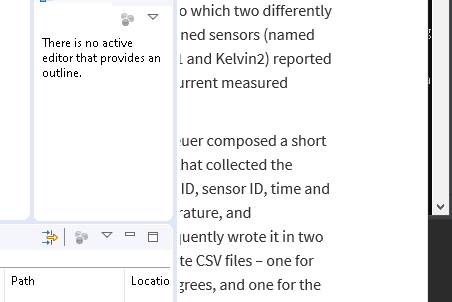 There is no active
editor that provides an
outline.
Path
Locatio
o which two differently
ned sensors (named
1 and Kelvin2) reported
urrent measured
euer composed a short
hat collected the
ID, sensor ID, time and
rature, and
quently wrote it in two
te CSV files – one for
grees, and one for the